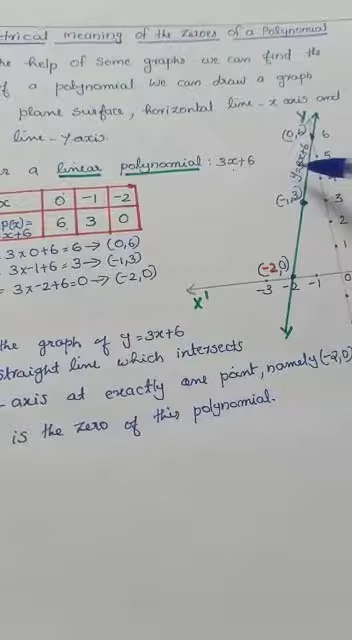 trical meaning of the zeroes of a Polynomial
he help of some graphs we can find the
of a polynomial we can draw a graph
plane surface, horizontal line - x axis and
line - y axis.
r a linear polynomial : 3x+6
x 0 -1 -2
P(x)= x+6 6 3 0
3x0+6=6→(0,6)
3x-1+6=3→(-1,3)
= 3x-2+6=0→(-2,0)
Y
(0,6) 6
y=3x+6 5
(-1,3) 3
2
1
(-2,0)
X' -3 -2 -1 0
the graph of y=3x+6
straight line which intersects
axis at exactly one point, namely (-2,0)
is the zero of this polynomial.